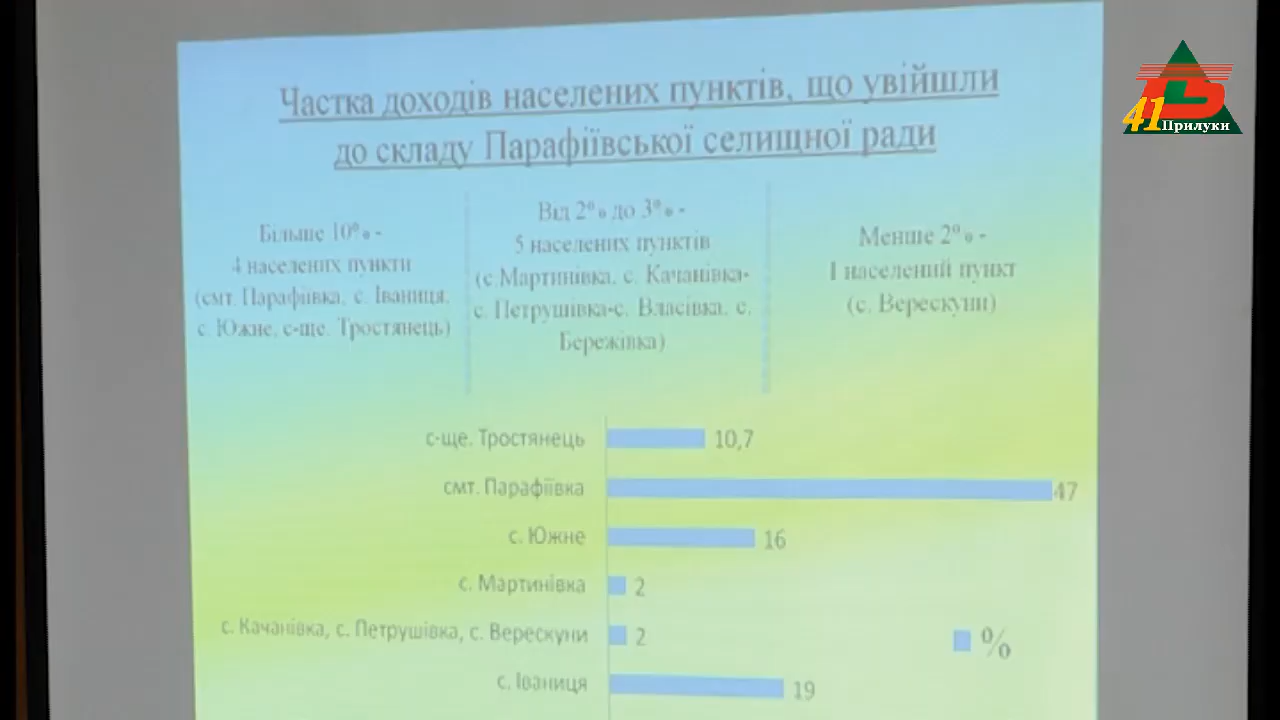 Частка доходів населених пунктів, що увійшли
до складу Парафіївської селищної ради
Більше 10% -
4 населених пункти
(смт. Парафіївка, с. Іваниця,
с. Южне, с-ще. Тростянець)
Від 2% до 3% -
5 населених пунктів
(с.Мартинівка, с. Качанівка-
с. Петрушівка-с. Власівка, с.
Бережівка)
Менше 2% -
1 населений пункт
(с. Верескуни)
с-ще. Тростянець 10,7
смт. Парафіївка 47
с. Южне 16
с. Мартинівка 2
с. Качанівка, с. Петрушівка, с. Верескуни 2
с. Іваниця 19
%
41
Прилуки